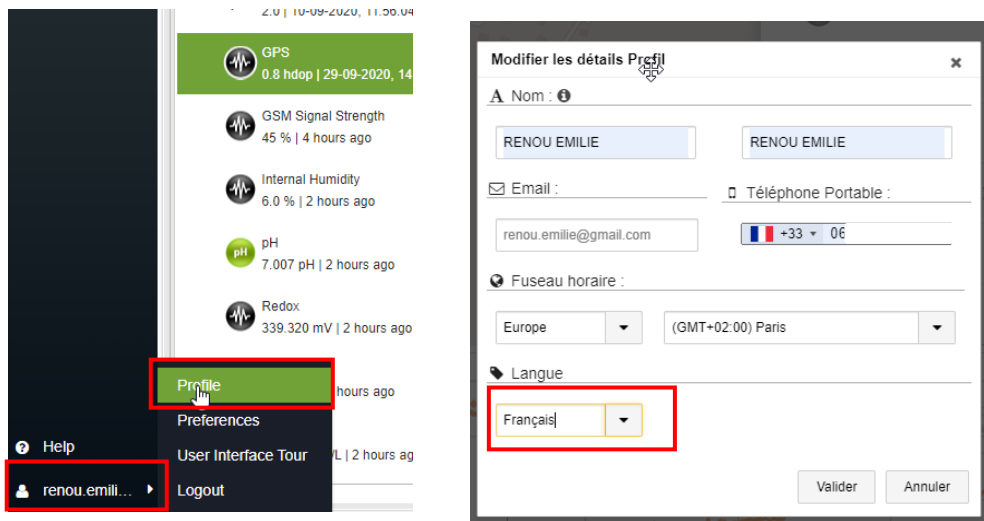 2.0 | 10-09-2020, 11:56:04
GPS
0.8 hdop | 29-09-2020, 14
GSM Signal Strength
45 % | 4 hours ago
Internal Humidity
6.0 % | 2 hours ago
pH
pH
7.007 pH | 2 hours ago
Redox
339.320 mV | 2 hours ago
Profile
hours ago
Preferences
Help
User Interface Tour
/L | 2 hours ag
renou.emili...
Logout
Modifier les détails Profil
A Nom :
RENOU EMILIE
RENOU EMILIE
Email :
Téléphone Portable :
renou.emilie@gmail.com
+33
06
Fuseau horaire :
Europe
(GMT+02:00) Paris
Langue
Français
Valider
Annuler